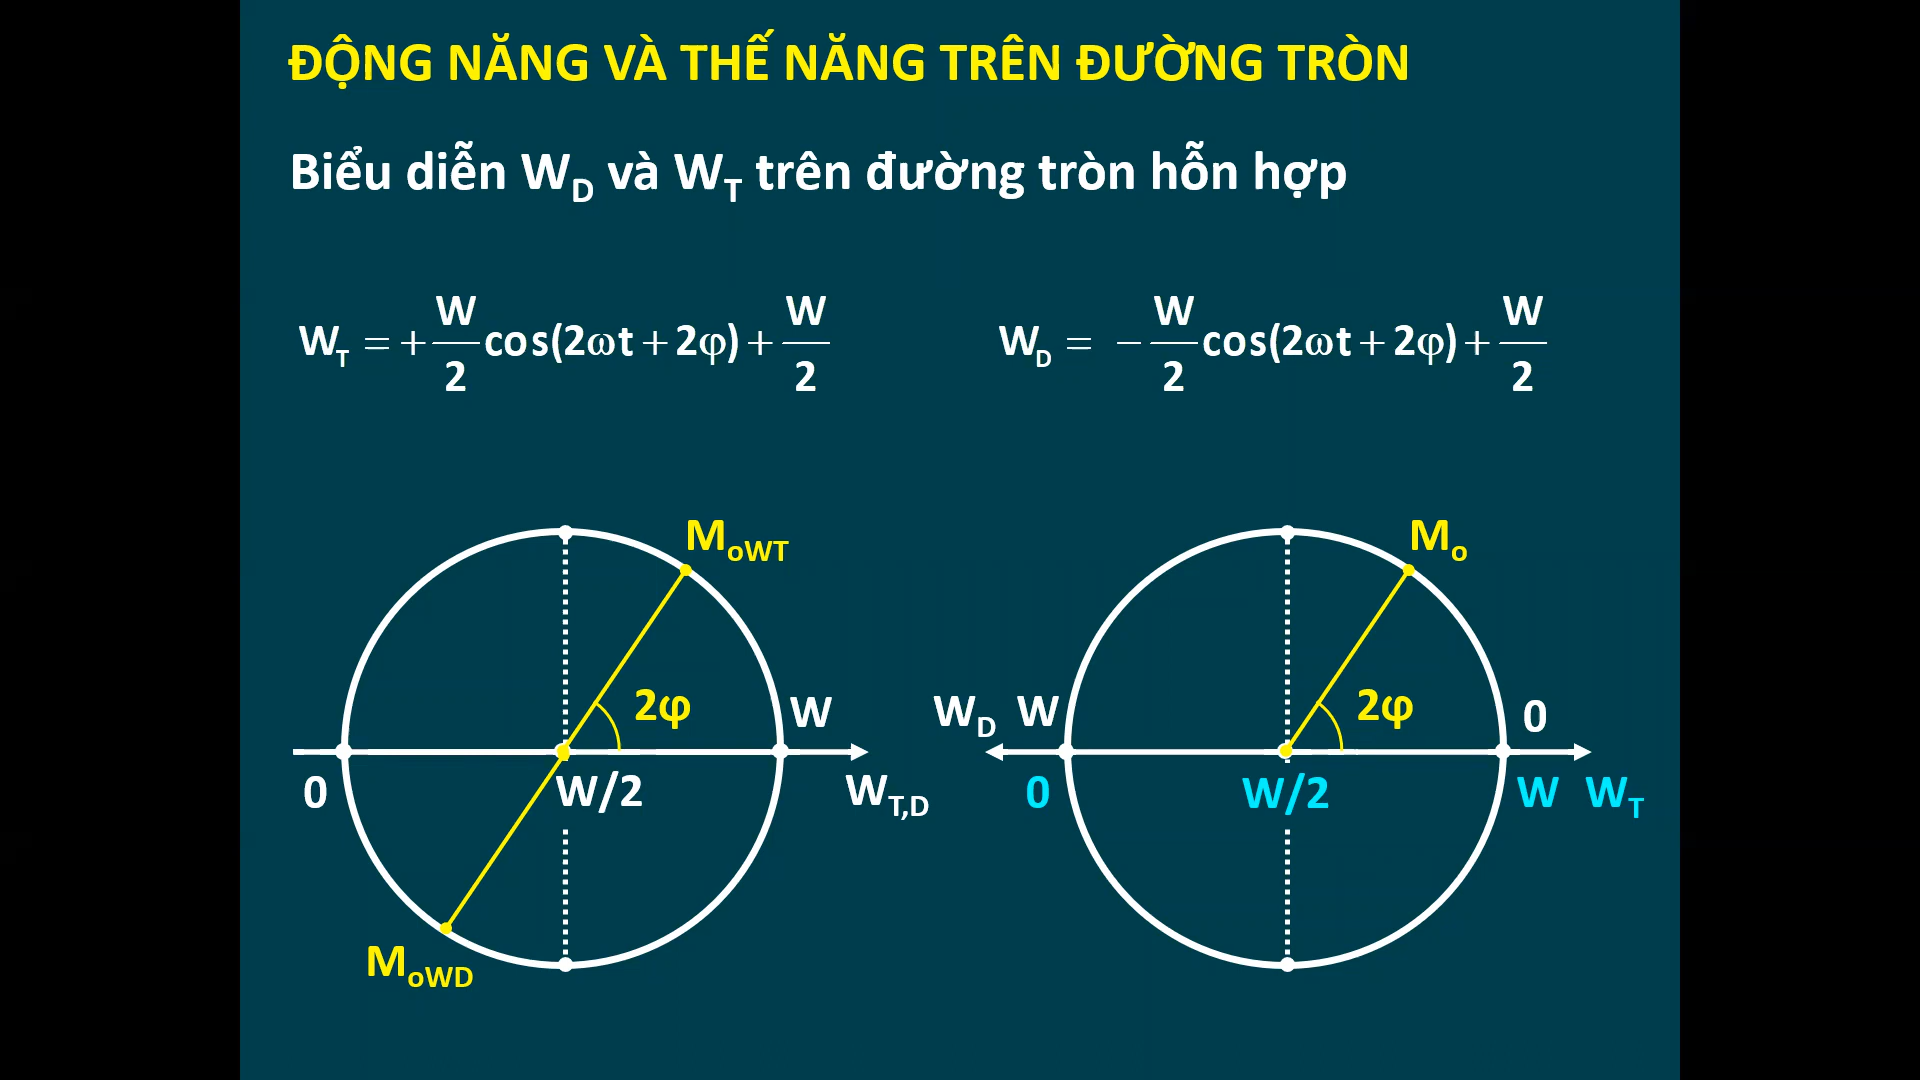 ĐỘNG NĂNG VÀ THẾ NĂNG TRÊN ĐƯỜNG TRÒN
Biểu diễn W_D và W_T trên đường tròn hỗn hợp
W_T = + W/2 cos(2ωt + 2φ) + W/2
W_D = − W/2 cos(2ωt + 2φ) + W/2
M_oWT
2φ
W
0
W/2
W_T,D
M_oWD
M_o
2φ
W_D W
0
0
W/2
W W_T